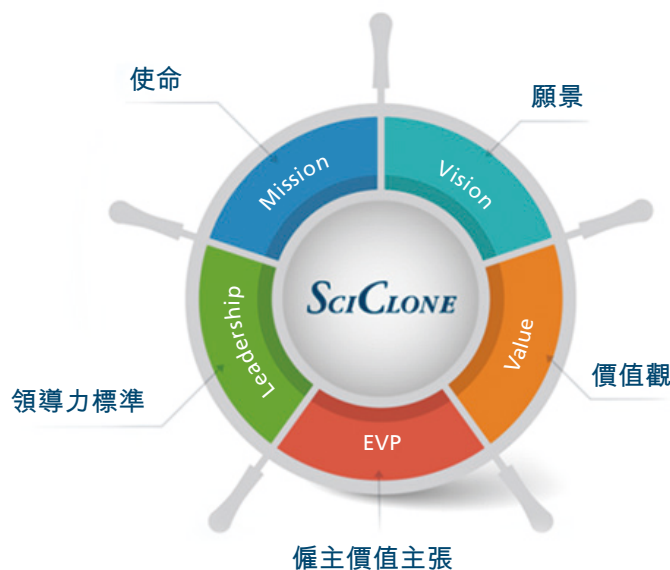 使命
願景
Mission
Vision
SCICLONE
Leadership
Value
領導力標準
價值觀
EVP
僱主價值主張